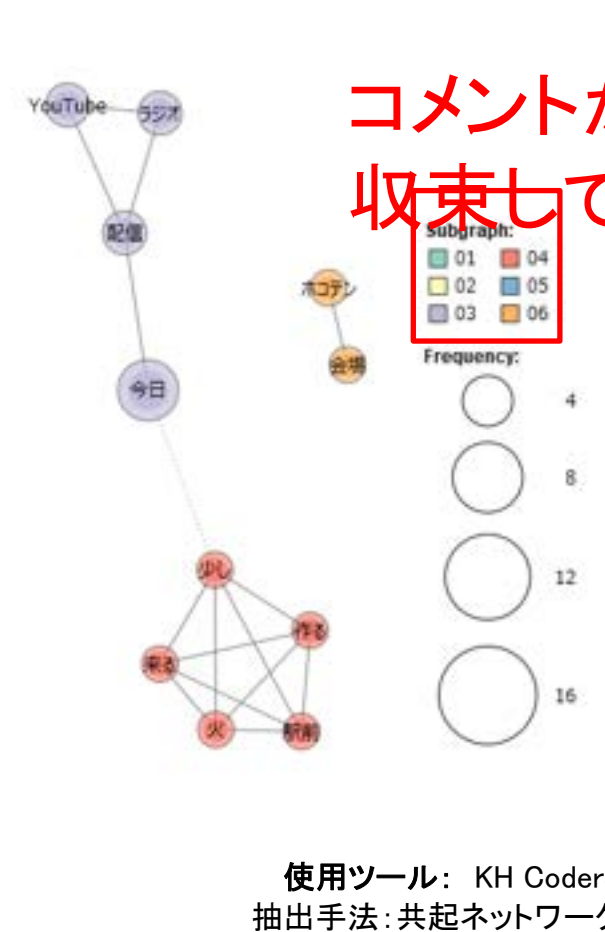 コメントが
収束して
YouTube
ラジオ
配信
ホコテン
会場
今日
Subgraph:
01 04
02 05
03 06
Frequency:
4
8
12
16
少し
作る
来る
火
駅前
使用ツール: KH Coder
抽出手法:共起ネットワーク